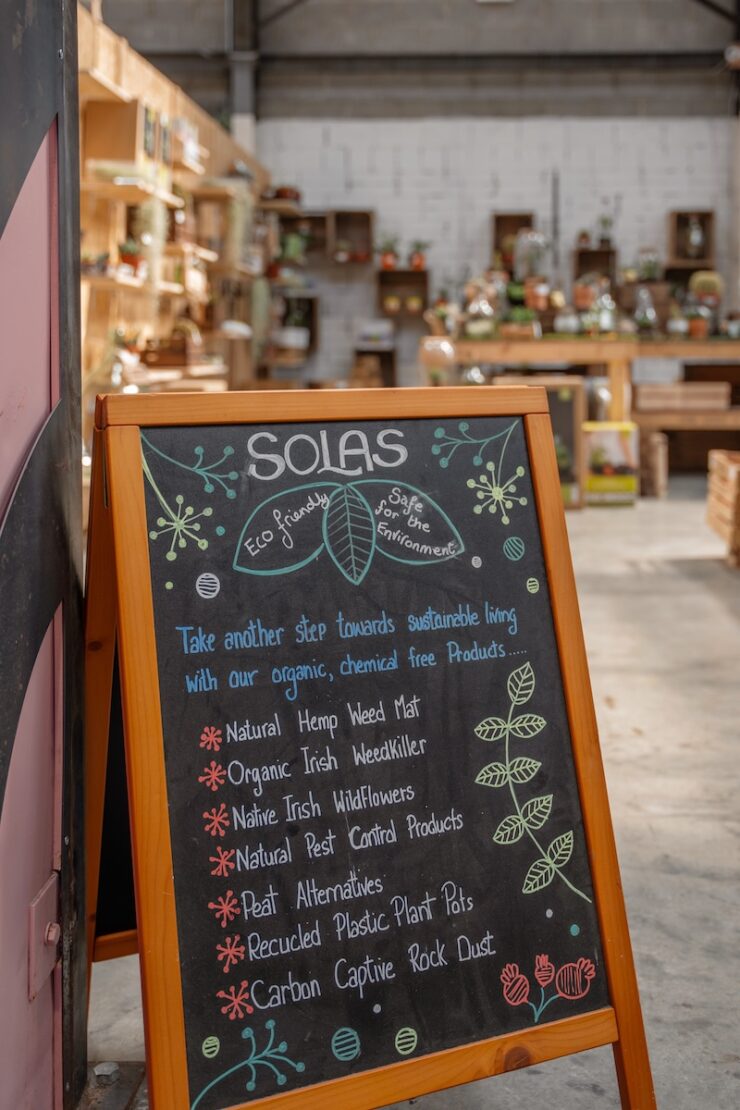 SOLAS
Eco friendly
Safe
for the
Environment
Take another step towards sustainable living
with our organic, chemical free Products.....
Natural Hemp Weed Mat
Organic Irish WeedKiller
Native Irish WildFlowers
Natural Pest Control Products
Peat Alternatives
Recucled Plastic Plant Pots
Carbon Captive Rock Dust